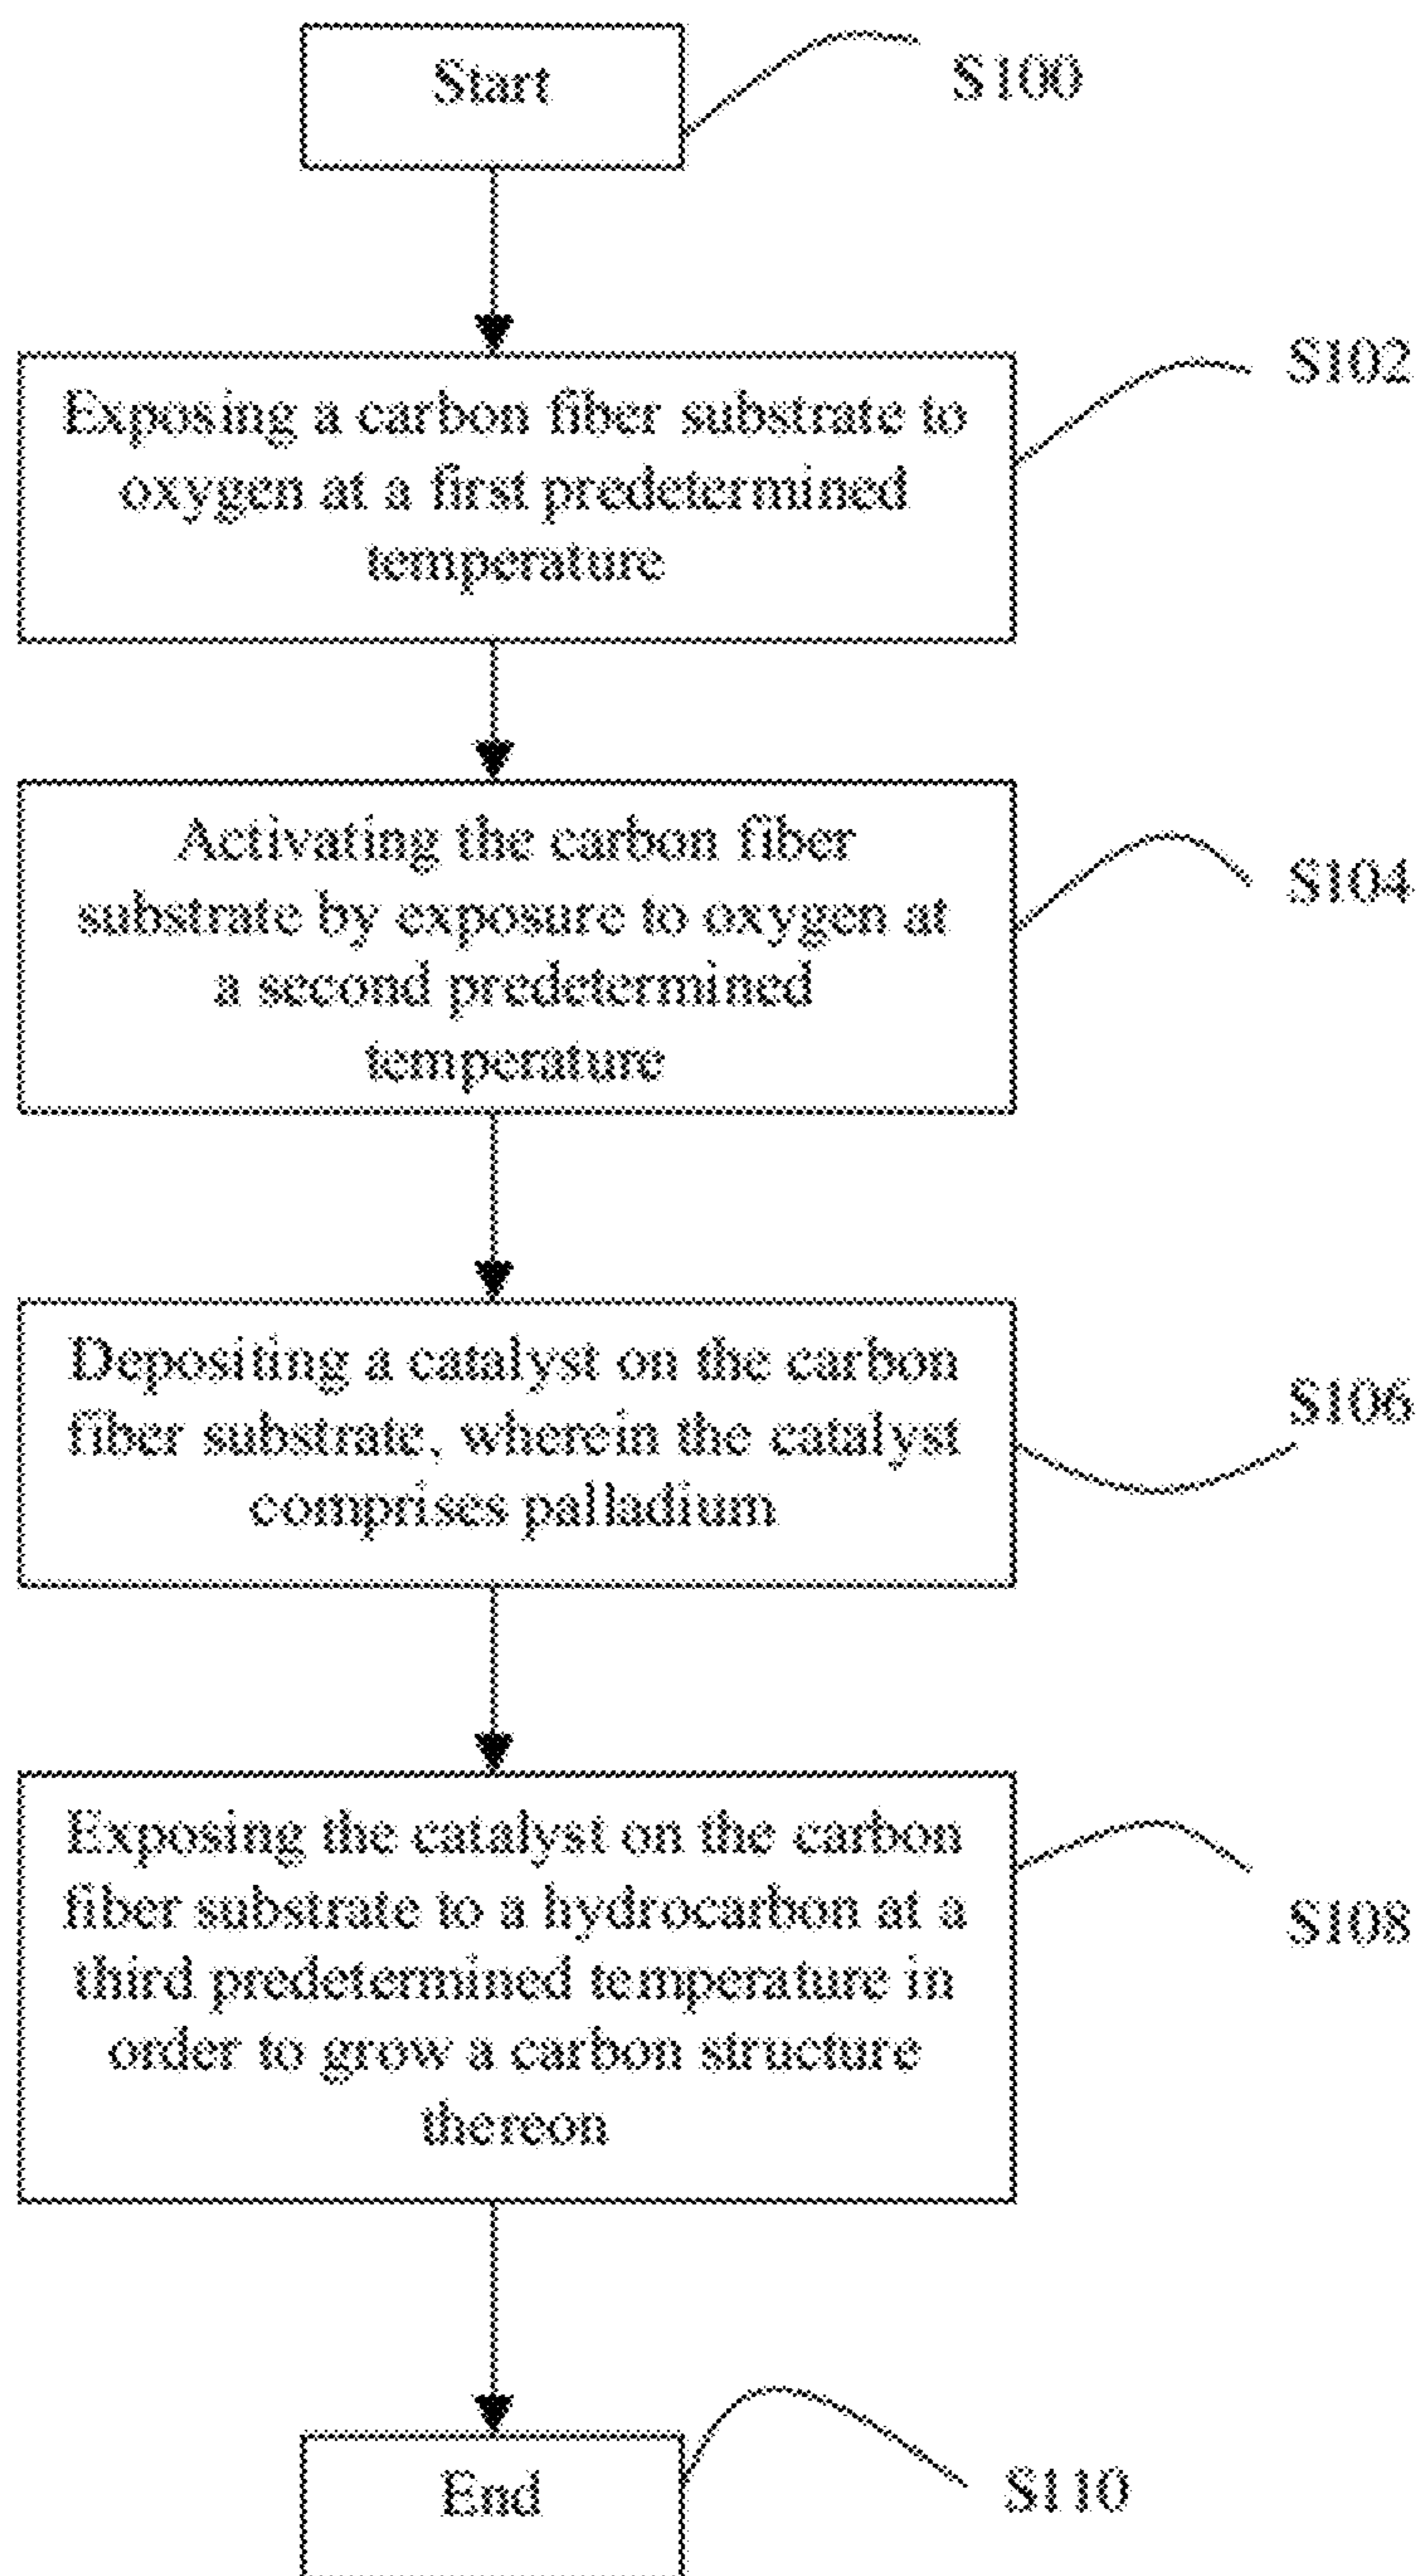 Start
S100
Exposing a carbon fiber substrate to
oxygen at a first predetermined
temperature
S102
Activating the carbon fiber
substrate by exposure to oxygen at
a second predetermined
temperature
S104
Depositing a catalyst on the carbon
fiber substrate, wherein the catalyst
comprises palladium
S106
Exposing the catalyst on the carbon
fiber substrate to a hydrocarbon at a
third predetermined temperature in
order to grow a carbon structure
thereon
S108
End
S110